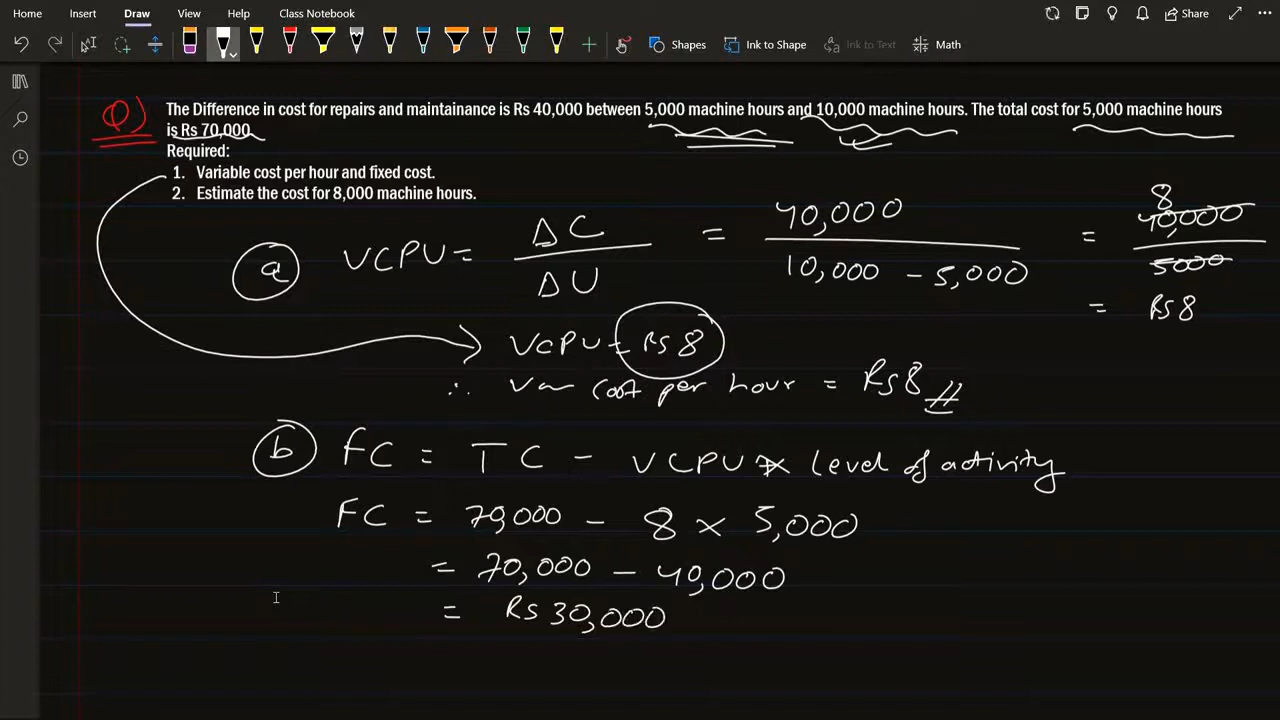 Home Insert Draw View Help Class Notebook Share
Shapes Ink to Shape Ink to Text Math
Q) The Difference in cost for repairs and maintainance is Rs 40,000 between 5,000 machine hours and 10,000 machine hours. The total cost for 5,000 machine hours
is Rs 70,000
Required:
1. Variable cost per hour and fixed cost.
2. Estimate the cost for 8,000 machine hours.
a VCPU = ΔC / ΔU = 40,000 / 10,000 - 5,000 = 8 40,000 / 5000
= Rs 8
VCPU = Rs 8
∴ Var cost per hour = Rs 8 //
b FC = TC - VCPU × level of activity
FC = 70,000 - 8 × 5,000
= 70,000 - 40,000
= Rs 30,000